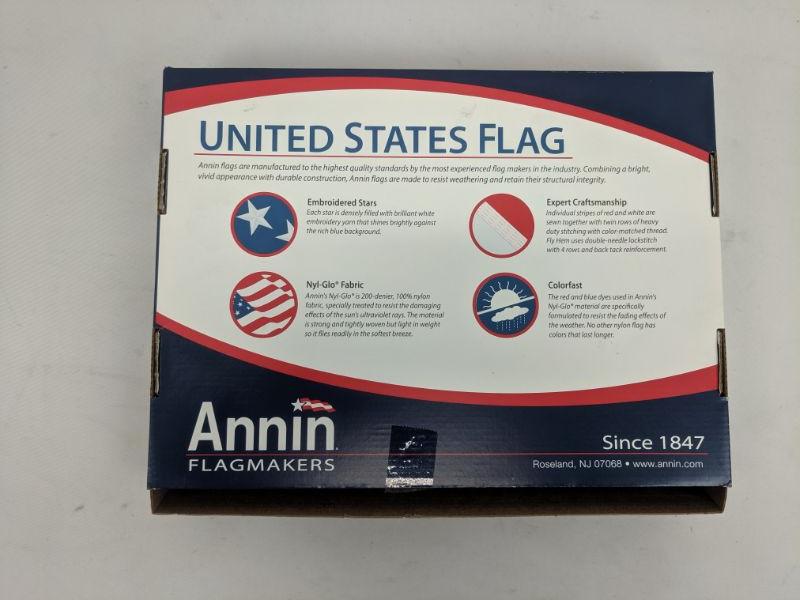 UNITED STATES FLAG
Annin flags are manufactured to the highest quality standards by the most experienced flag makers in the industry. Combining a bright,
vivid appearance with durable construction, Annin flags are made to resist weathering and retain their structural integrity.
Embroidered Stars
Each star is densely filled with brilliant white
embroidery yarn that shines brightly against
the rich blue background.
Expert Craftsmanship
Individual stripes of red and white are
sewn together with twin rows of heavy
duty stitching with color-matched thread.
Fly Hem uses double-needle lockstitch
with 4 rows and back tack reinforcement.
Nyl-Glo® Fabric
Annin's Nyl-Glo® is 200-denier, 100% nylon
fabric, specially treated to resist the damaging
effects of the sun's ultraviolet rays. The material
is strong and tightly woven but light in weight
so it flies readily in the softest breeze.
Colorfast
The red and blue dyes used in Annin's
Nyl-Glo® material are specifically
formulated to resist the fading effects of
the weather. No other nylon flag has
colors that last longer.
Annin
FLAGMAKERS
Since 1847
Roseland, NJ 07068 • www.annin.com